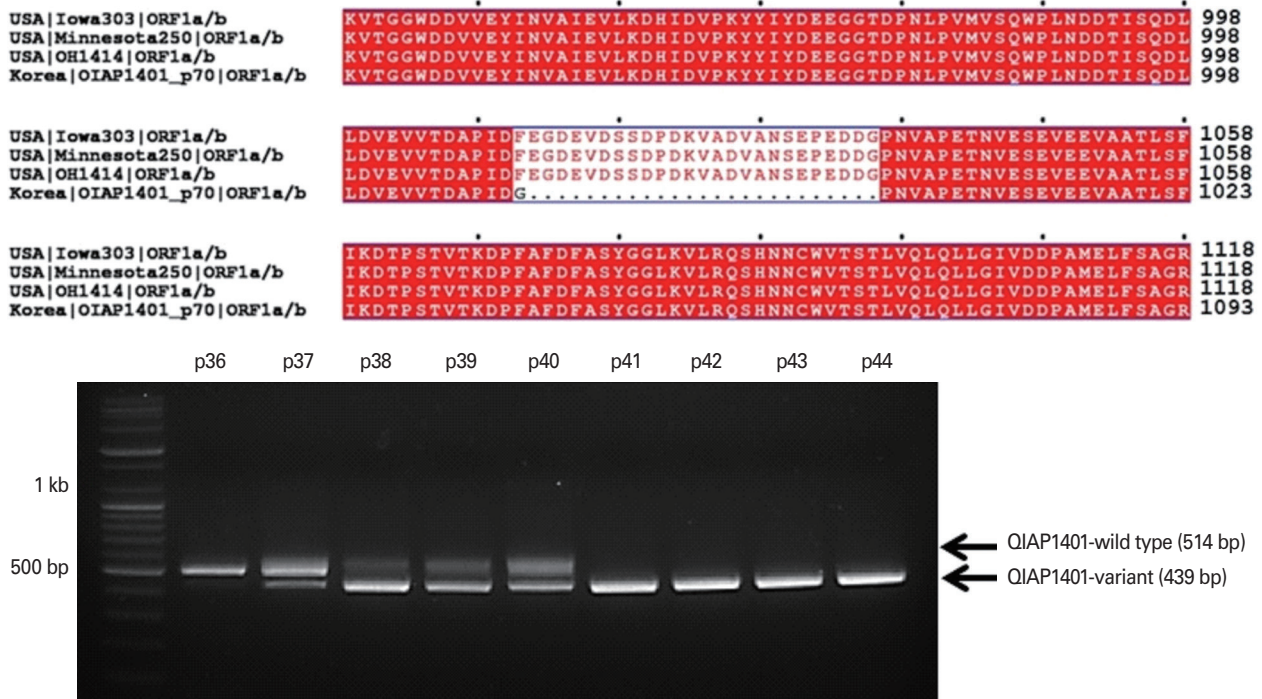 USA|Iowa303|ORF1a/b KVTGGWDDVVEYINVAIEVLKDHIDVPKYYIYDEEGGTDPNLPVMVSQWPLNDDTISQDL 998
USA|Minnesota250|ORF1a/b KVTGGWDDVVEYINVAIEVLKDHIDVPKYYIYDEEGGTDPNLPVMVSQWPLNDDTISQDL 998
USA|OH1414|ORF1a/b KVTGGWDDVVEYINVAIEVLKDHIDVPKYYIYDEEGGTDPNLPVMVSQWPLNDDTISQDL 998
Korea|OIAP1401_p70|ORF1a/b KVTGGWDDVVEYINVAIEVLKDHIDVPKYYIYDEEGGTDPNLPVMVSQWPLNDDTISQDL 998
USA|Iowa303|ORF1a/b LDVEVVTDAPIDFEGDEVDSSDPDKVADVANSEPEDDGPNVAPETNVESEVEEVAATLSF 1058
USA|Minnesota250|ORF1a/b LDVEVVTDAPIDFEGDEVDSSDPDKVADVANSEPEDDGPNVAPETNVESEVEEVAATLSF 1058
USA|OH1414|ORF1a/b LDVEVVTDAPIDFEGDEVDSSDPDKVADVANSEPEDDGPNVAPETNVESEVEEVAATLSF 1058
Korea|OIAP1401_p70|ORF1a/b LDVEVVTDAPIDG.........................PNVAPETNVESEVEEVAATLSF 1023
USA|Iowa303|ORF1a/b IKDTPSTVTKDPFAFDFASYGGLKVLRQSHNNCWVTSTLVQLQLLGIVDDPAMELFSAGR 1118
USA|Minnesota250|ORF1a/b IKDTPSTVTKDPFAFDFASYGGLKVLRQSHNNCWVTSTLVQLQLLGIVDDPAMELFSAGR 1118
USA|OH1414|ORF1a/b IKDTPSTVTKDPFAFDFASYGGLKVLRQSHNNCWVTSTLVQLQLLGIVDDPAMELFSAGR 1118
Korea|OIAP1401_p70|ORF1a/b IKDTPSTVTKDPFAFDFASYGGLKVLRQSHNNCWVTSTLVQLQLLGIVDDPAMELFSAGR 1093
p36 p37 p38 p39 p40 p41 p42 p43 p44
1 kb
QIAP1401-wild type (514 bp)
500 bp
QIAP1401-variant (439 bp)